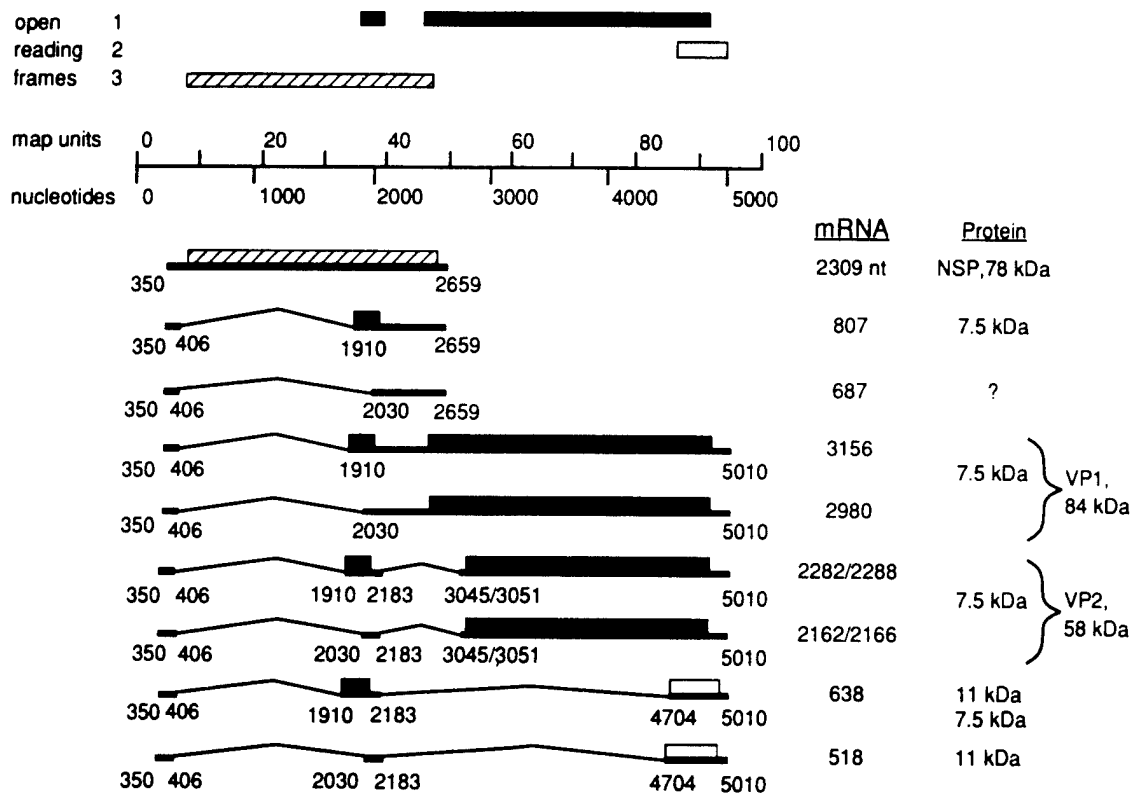 open 1
reading 2
frames 3
map units 0 20 40 60 80 100
nucleotides 0 1000 2000 3000 4000 5000
mRNA Protein
350 2659 2309 nt NSP,78 kDa
350 406 1910 2659 807 7.5 kDa
350 406 2030 2659 687 ?
350 406 1910 5010 3156
7.5 kDa VP1, 84 kDa
350 406 2030 5010 2980
350 406 1910 2183 3045/3051 5010 2282/2288
7.5 kDa VP2, 58 kDa
350 406 2030 2183 3045/3051 5010 2162/2166
350 406 1910 2183 4704 5010 638 11 kDa
7.5 kDa
350 406 2030 2183 4704 5010 518 11 kDa